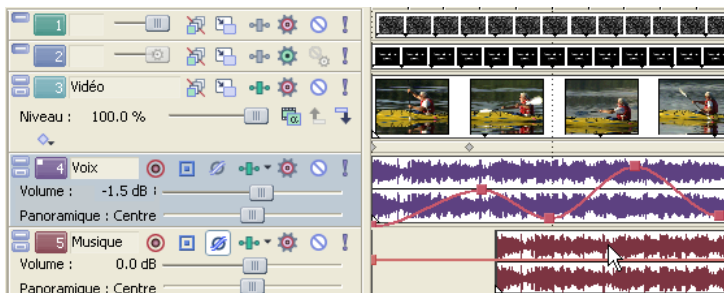 1
2
3 Vidéo
Niveau : 100.0 %
α
4 Voix
Volume : -1.5 dB
Panoramique : Centre
5 Musique
Volume : 0.0 dB
Panoramique : Centre